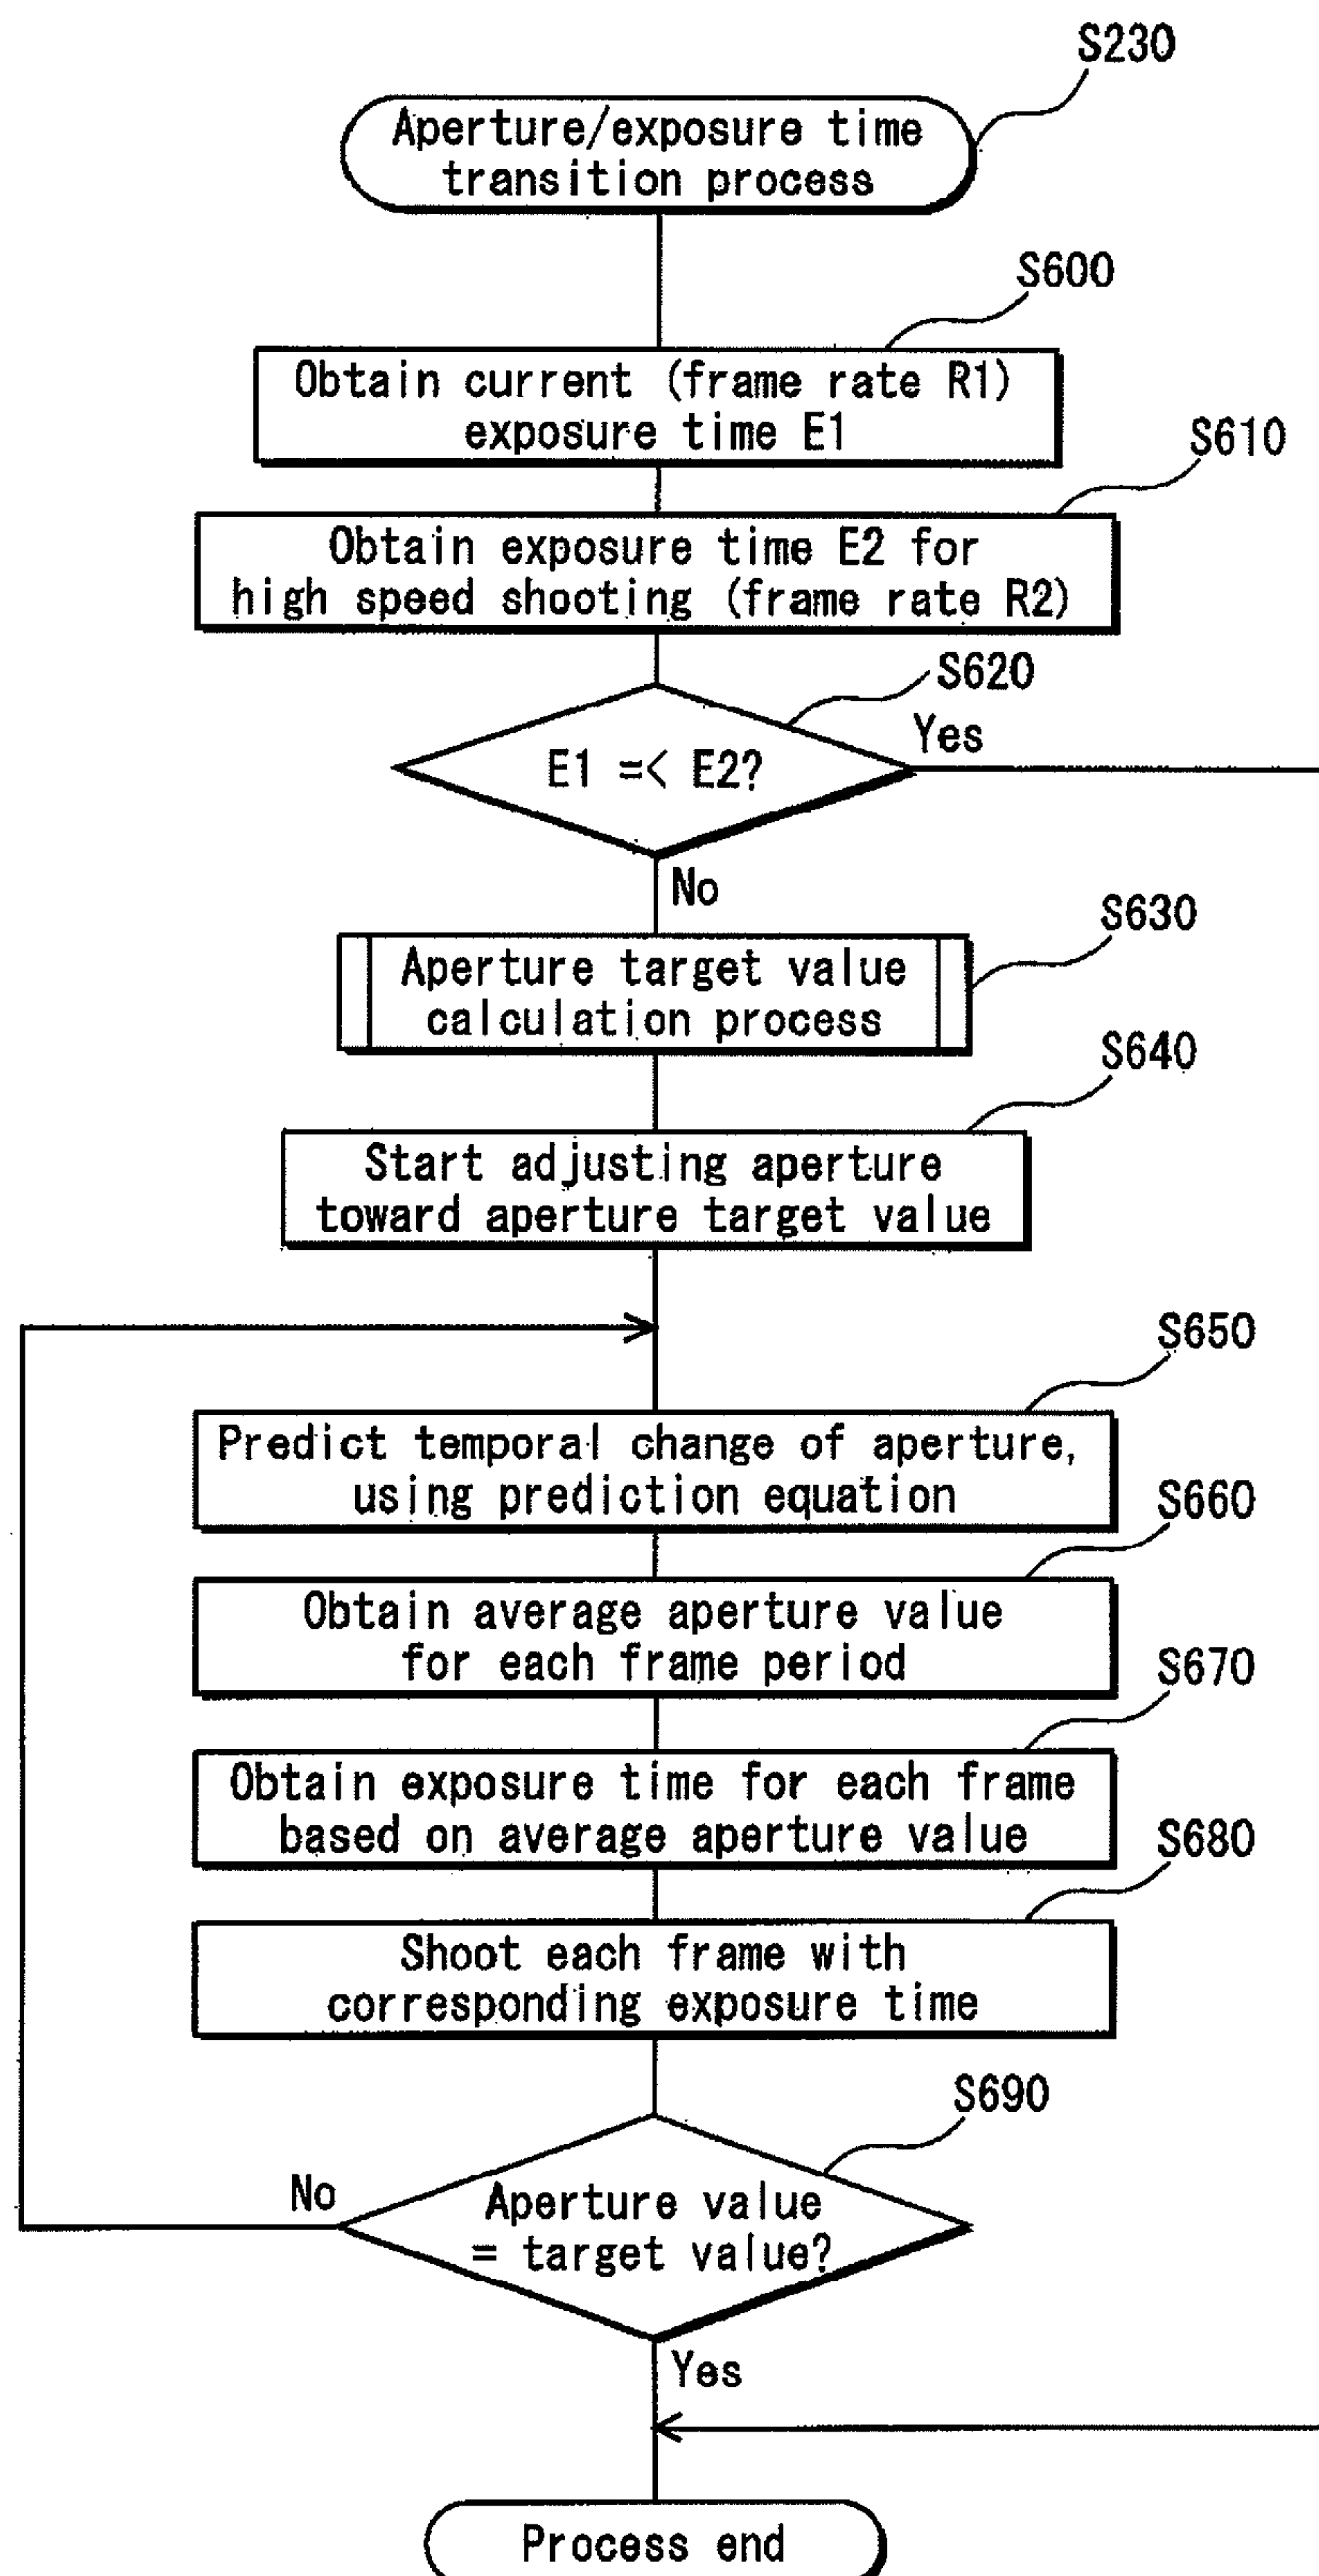 S230
Aperture/exposure time
transition process
S600
Obtain current (frame rate R1)
exposure time E1
S610
Obtain exposure time E2 for
high speed shooting (frame rate R2)
S620
E1 =< E2?
Yes
No
S630
Aperture target value
calculation process
S640
Start adjusting aperture
toward aperture target value
S650
Predict temporal change of aperture,
using prediction equation
S660
Obtain average aperture value
for each frame period
S670
Obtain exposure time for each frame
based on average aperture value
S680
Shoot each frame with
corresponding exposure time
S690
No
Aperture value
= target value?
Yes
Process end